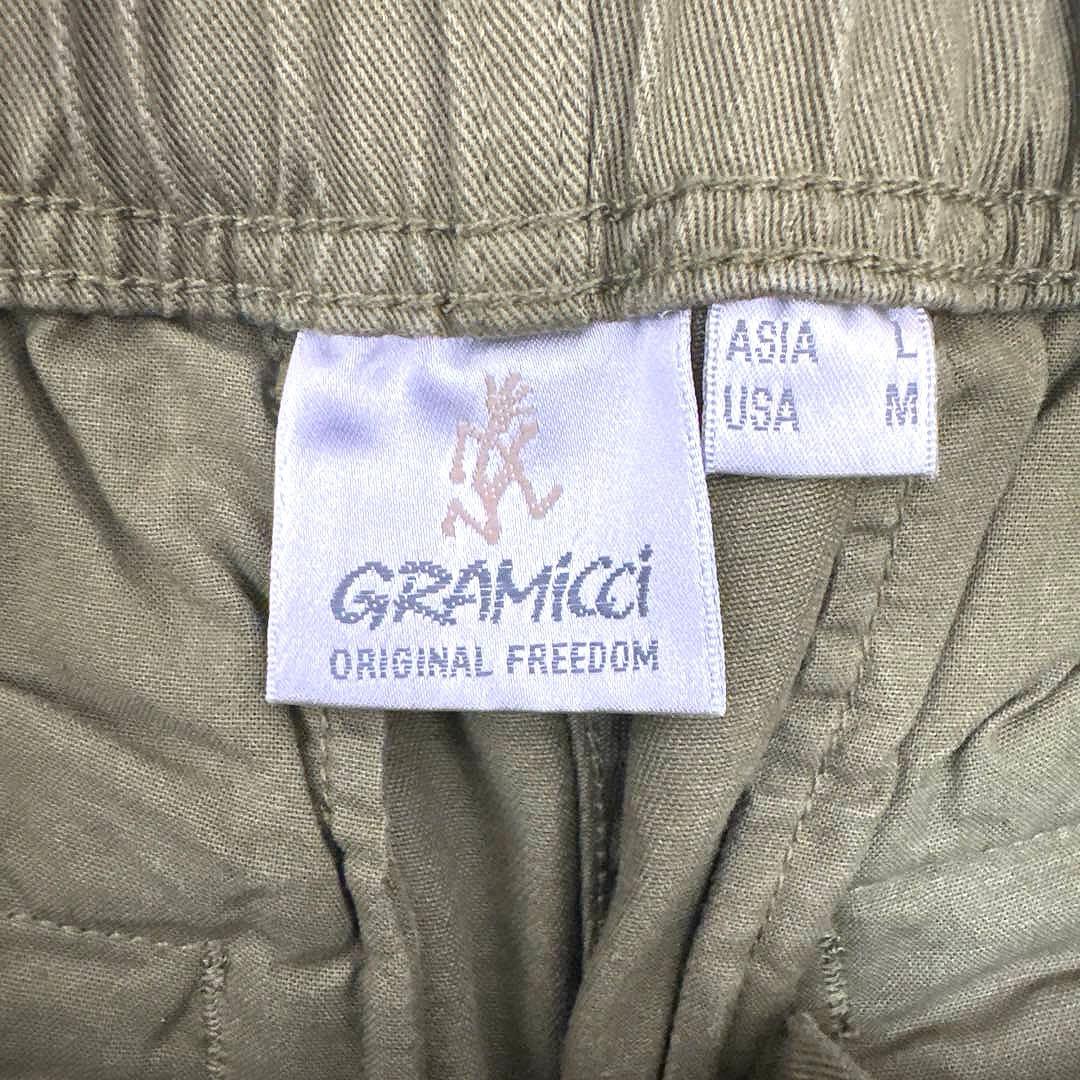 GRAMiCCi
ORIGINAL FREEDOM
ASIA L
USA M